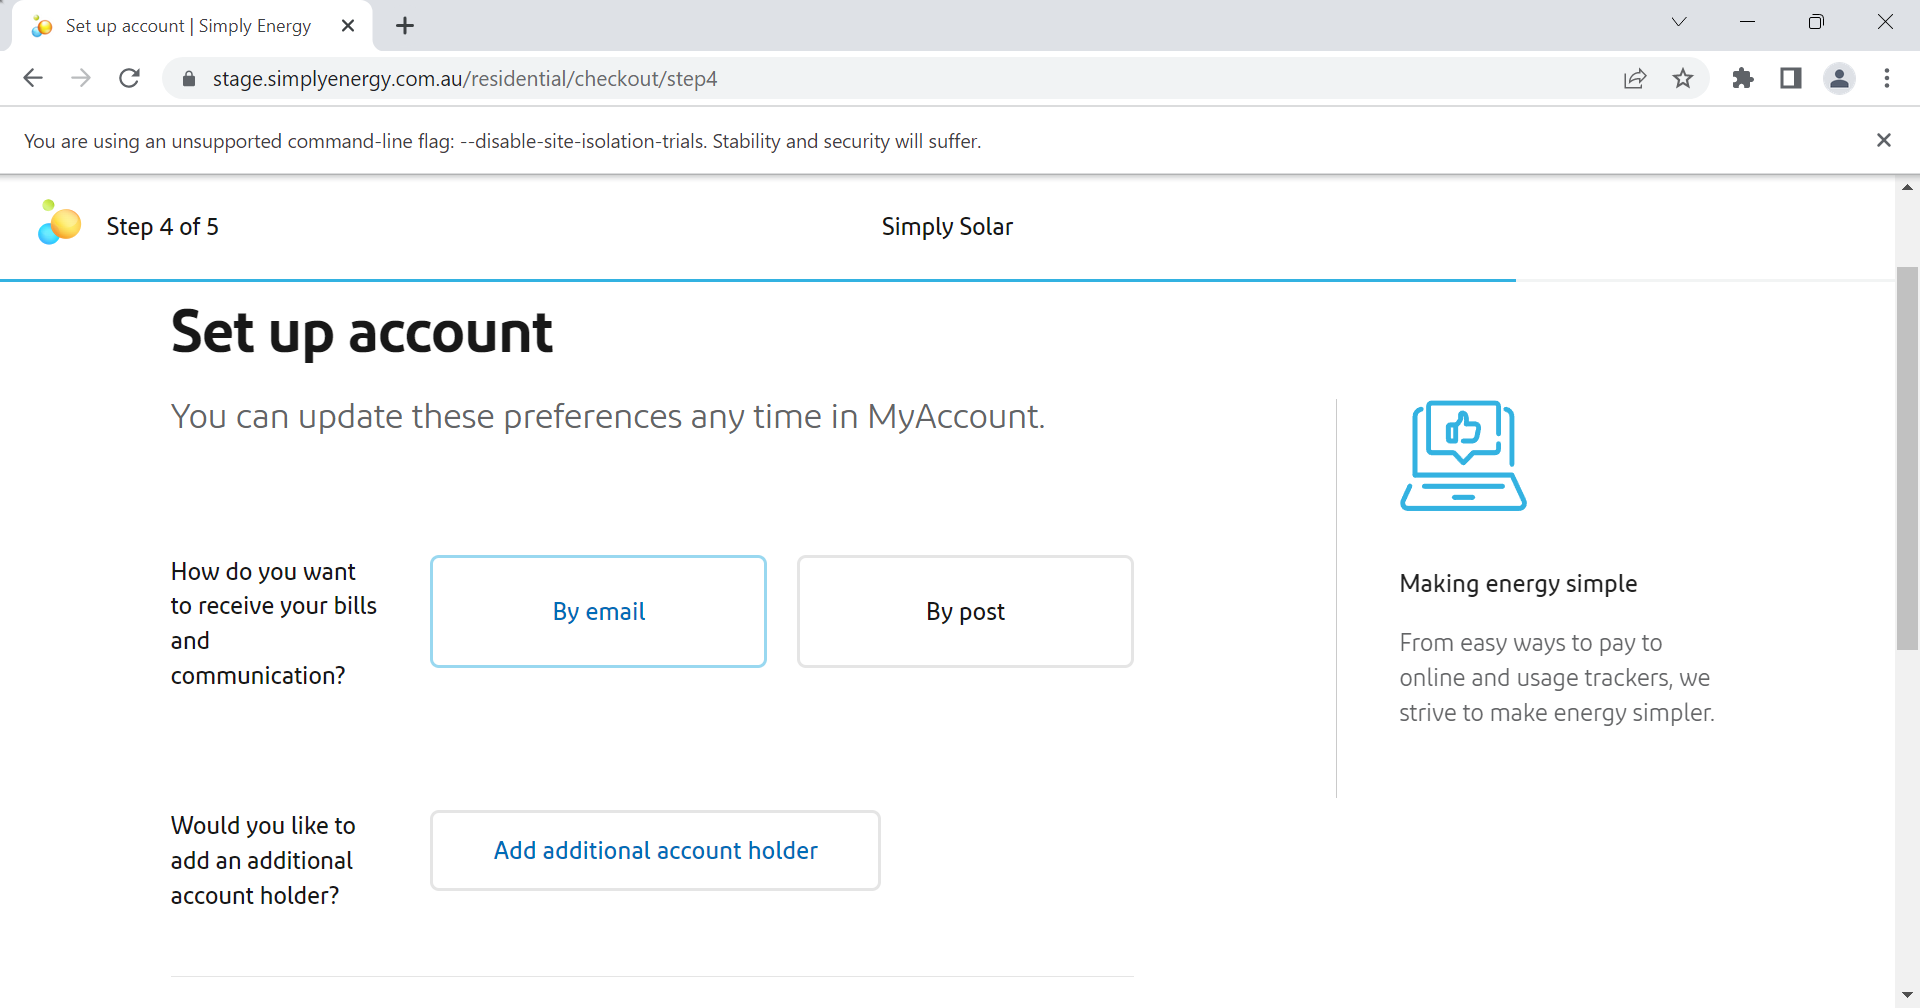 Set up account | Simply Energy
stage.simplyenergy.com.au/residential/checkout/step4
You are using an unsupported command-line flag: --disable-site-isolation-trials. Stability and security will suffer.
Step 4 of 5
Simply Solar
Set up account
You can update these preferences any time in MyAccount.
How do you want
to receive your bills
and
communication?
By email
By post
Making energy simple
From easy ways to pay to
online and usage trackers, we
strive to make energy simpler.
Would you like to
add an additional
account holder?
Add additional account holder